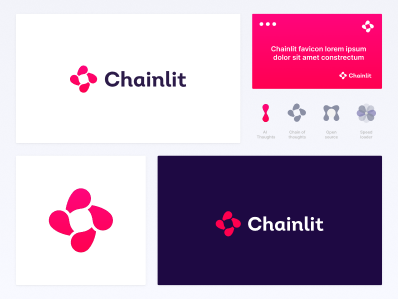 Chainlit
Chainlit favicon lorem ipsum
dolor sit amet constrectum
Chainlit
AI
Thoughts
Chain of
thoughts
Open
source
Chainlit